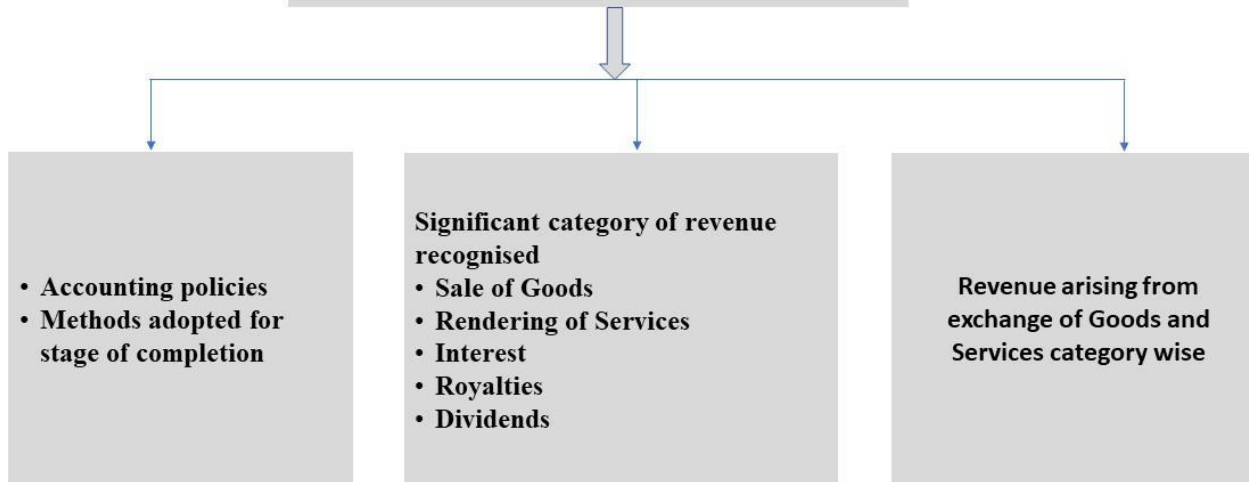 • Accounting policies
• Methods adopted for
stage of completion
Significant category of revenue
recognised
• Sale of Goods
• Rendering of Services
• Interest
• Royalties
• Dividends
Revenue arising from
exchange of Goods and
Services category wise